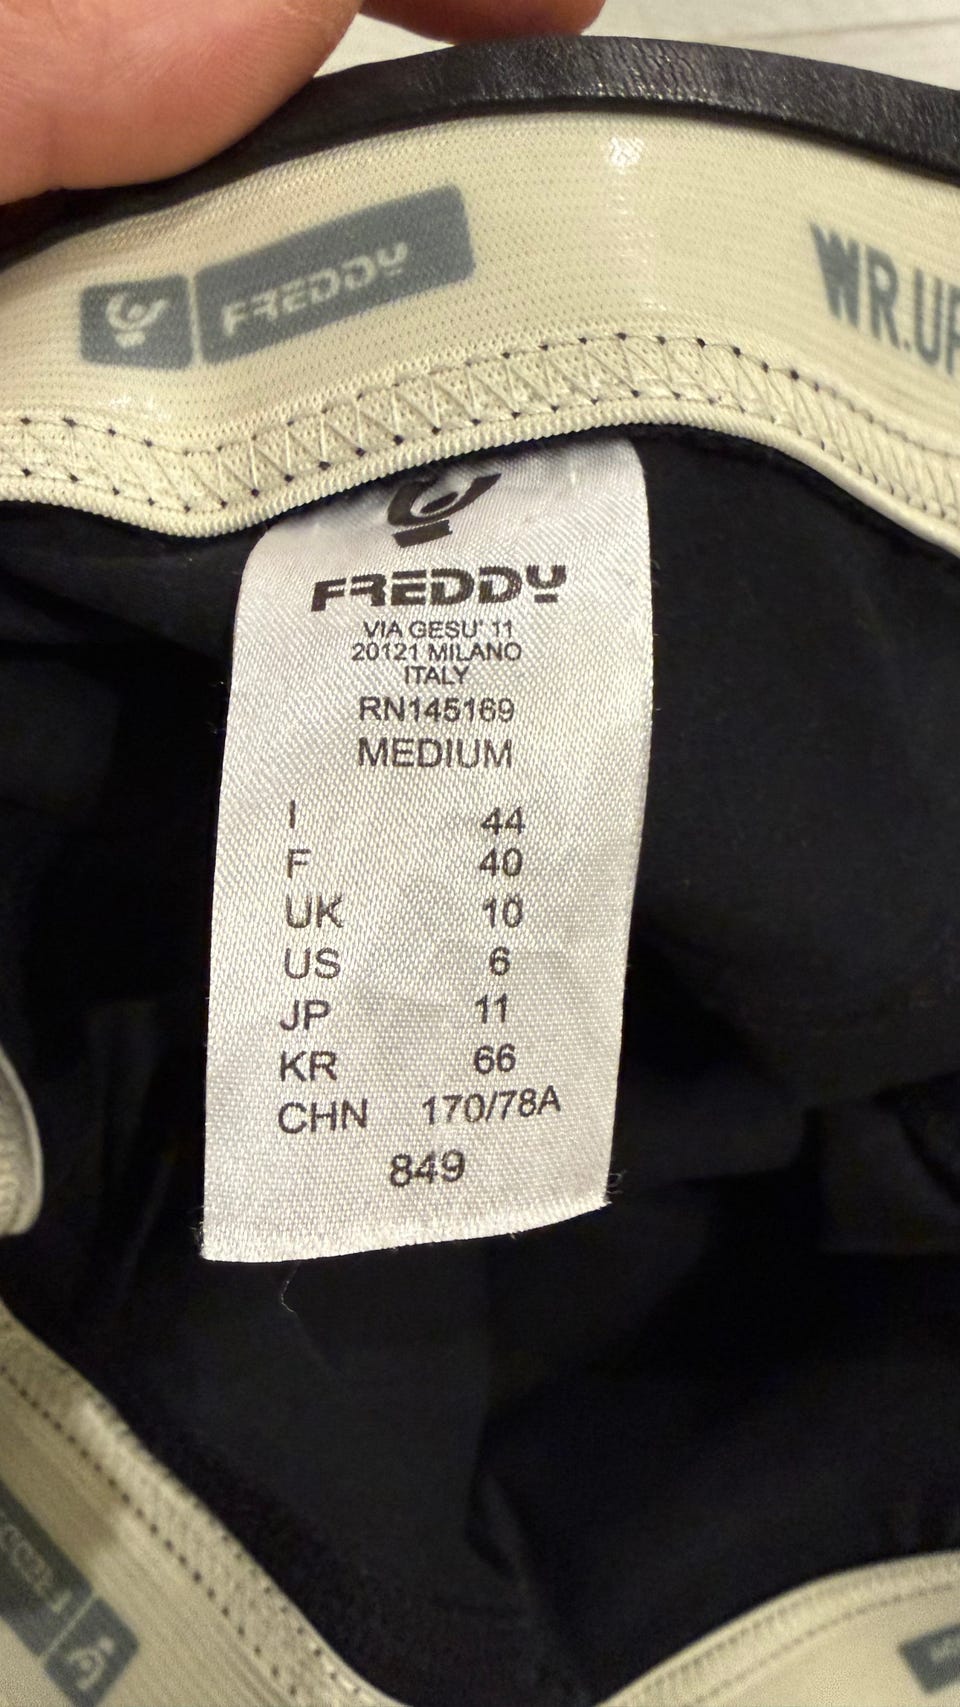 FREDDY
WR.UP
FREDDY
VIA GESU' 11
20121 MILANO
ITALY
RN145169
MEDIUM
I 44
F 40
UK 10
US 6
JP 11
KR 66
CHN 170/78A
849